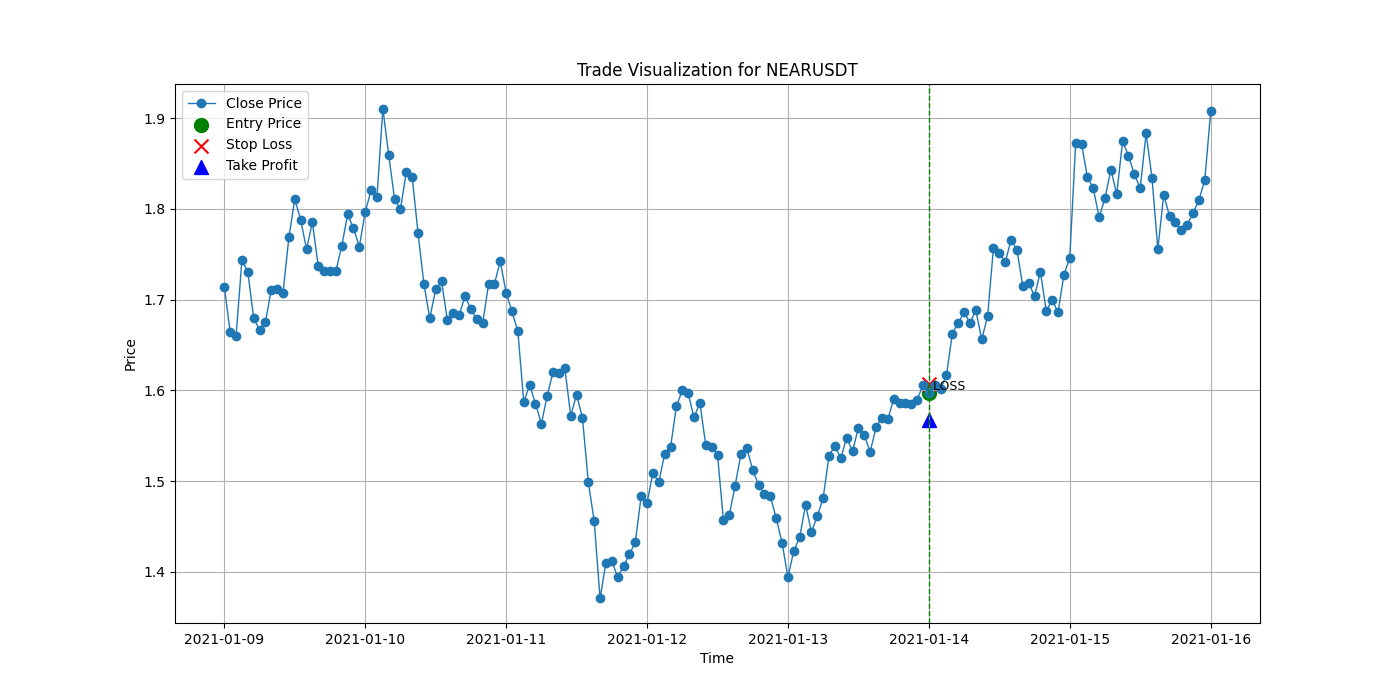 Trade Visualization for NEARUSDT
Close Price
Entry Price
Stop Loss
Take Profit
Price
1.9
1.8
1.7
1.6
1.5
1.4
LOSS
2021-01-09 2021-01-10 2021-01-11 2021-01-12 2021-01-13 2021-01-14 2021-01-15 2021-01-16
Time